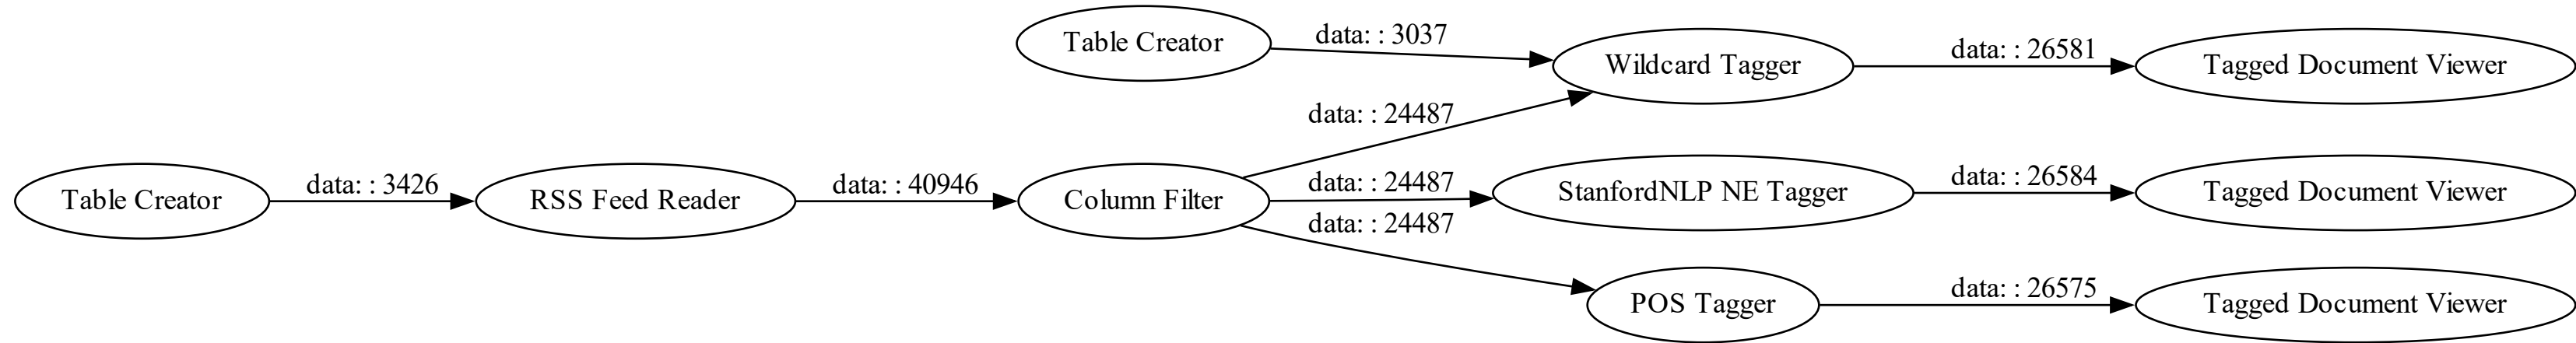 Table Creator
data: : 3037
Wildcard Tagger
data: : 26581
Tagged Document Viewer
data: : 24487
Table Creator
data: : 3426
RSS Feed Reader
data: : 40946
Column Filter
data: : 24487
StanfordNLP NE Tagger
data: : 26584
Tagged Document Viewer
data: : 24487
POS Tagger
data: : 26575
Tagged Document Viewer